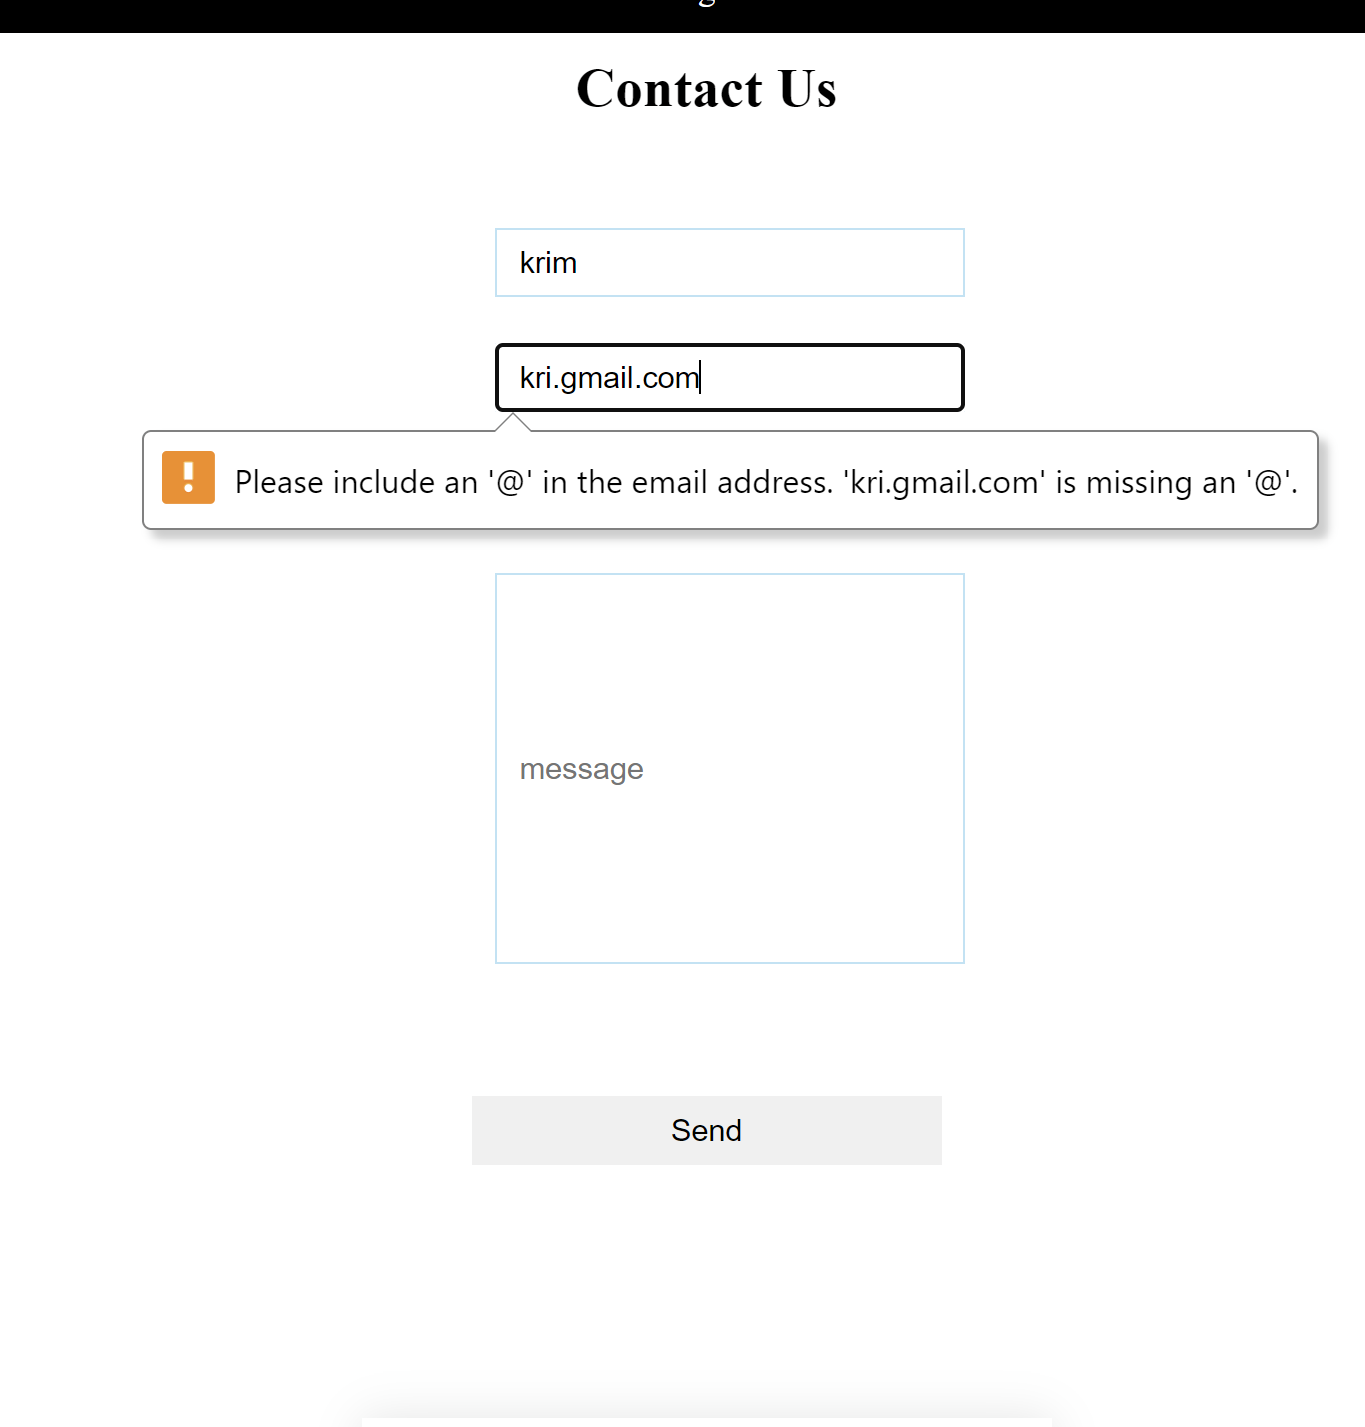 Contact Us
krim
kri.gmail.com
Please include an '@' in the email address. 'kri.gmail.com' is missing an '@'.
message
Send